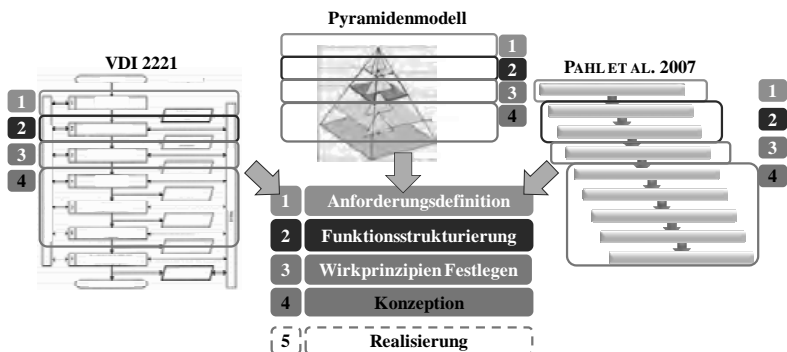 Pyramidenmodell
VDI 2221
PAHL ET AL. 2007
1
2
3
4
1
2
3
4
1
2
3
4
1 Anforderungsdefinition
2 Funktionsstrukturierung
3 Wirkprinzipien Festlegen
4 Konzeption
5 Realisierung